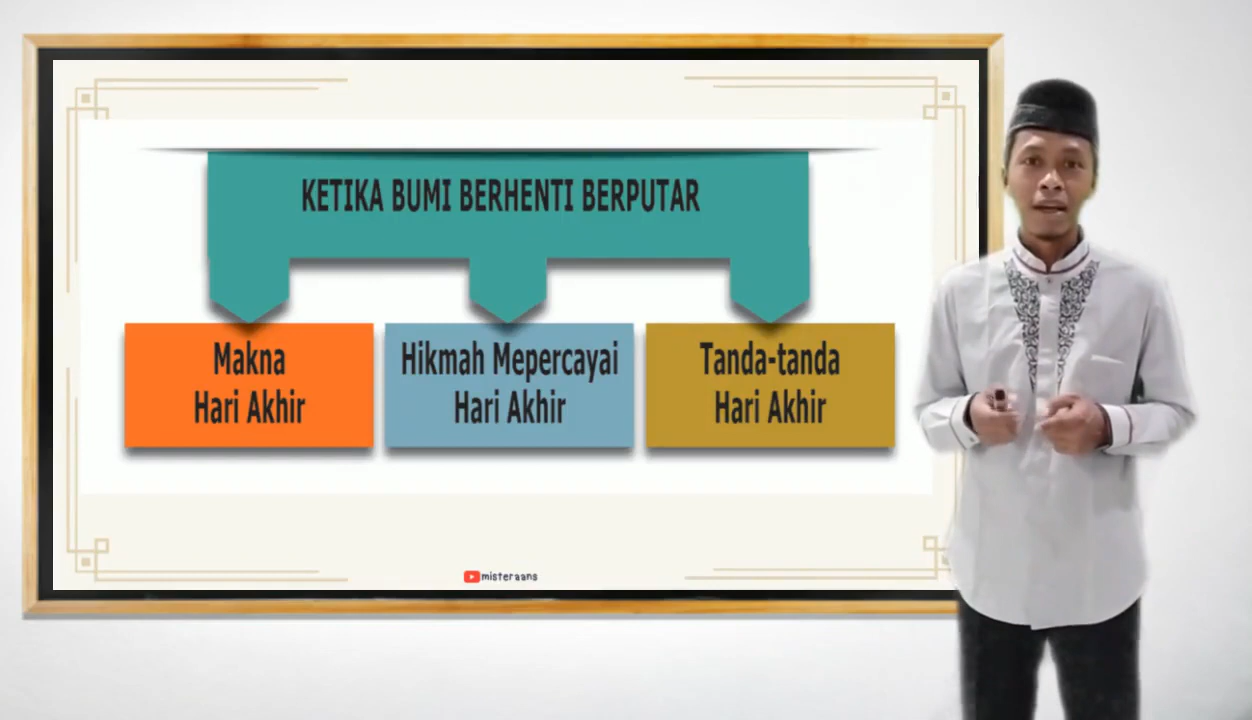 KETIKA BUMI BERHENTI BERPUTAR
Makna
Hari Akhir
Hikmah Mepercayai
Hari Akhir
Tanda-tanda
Hari Akhir
misteraans